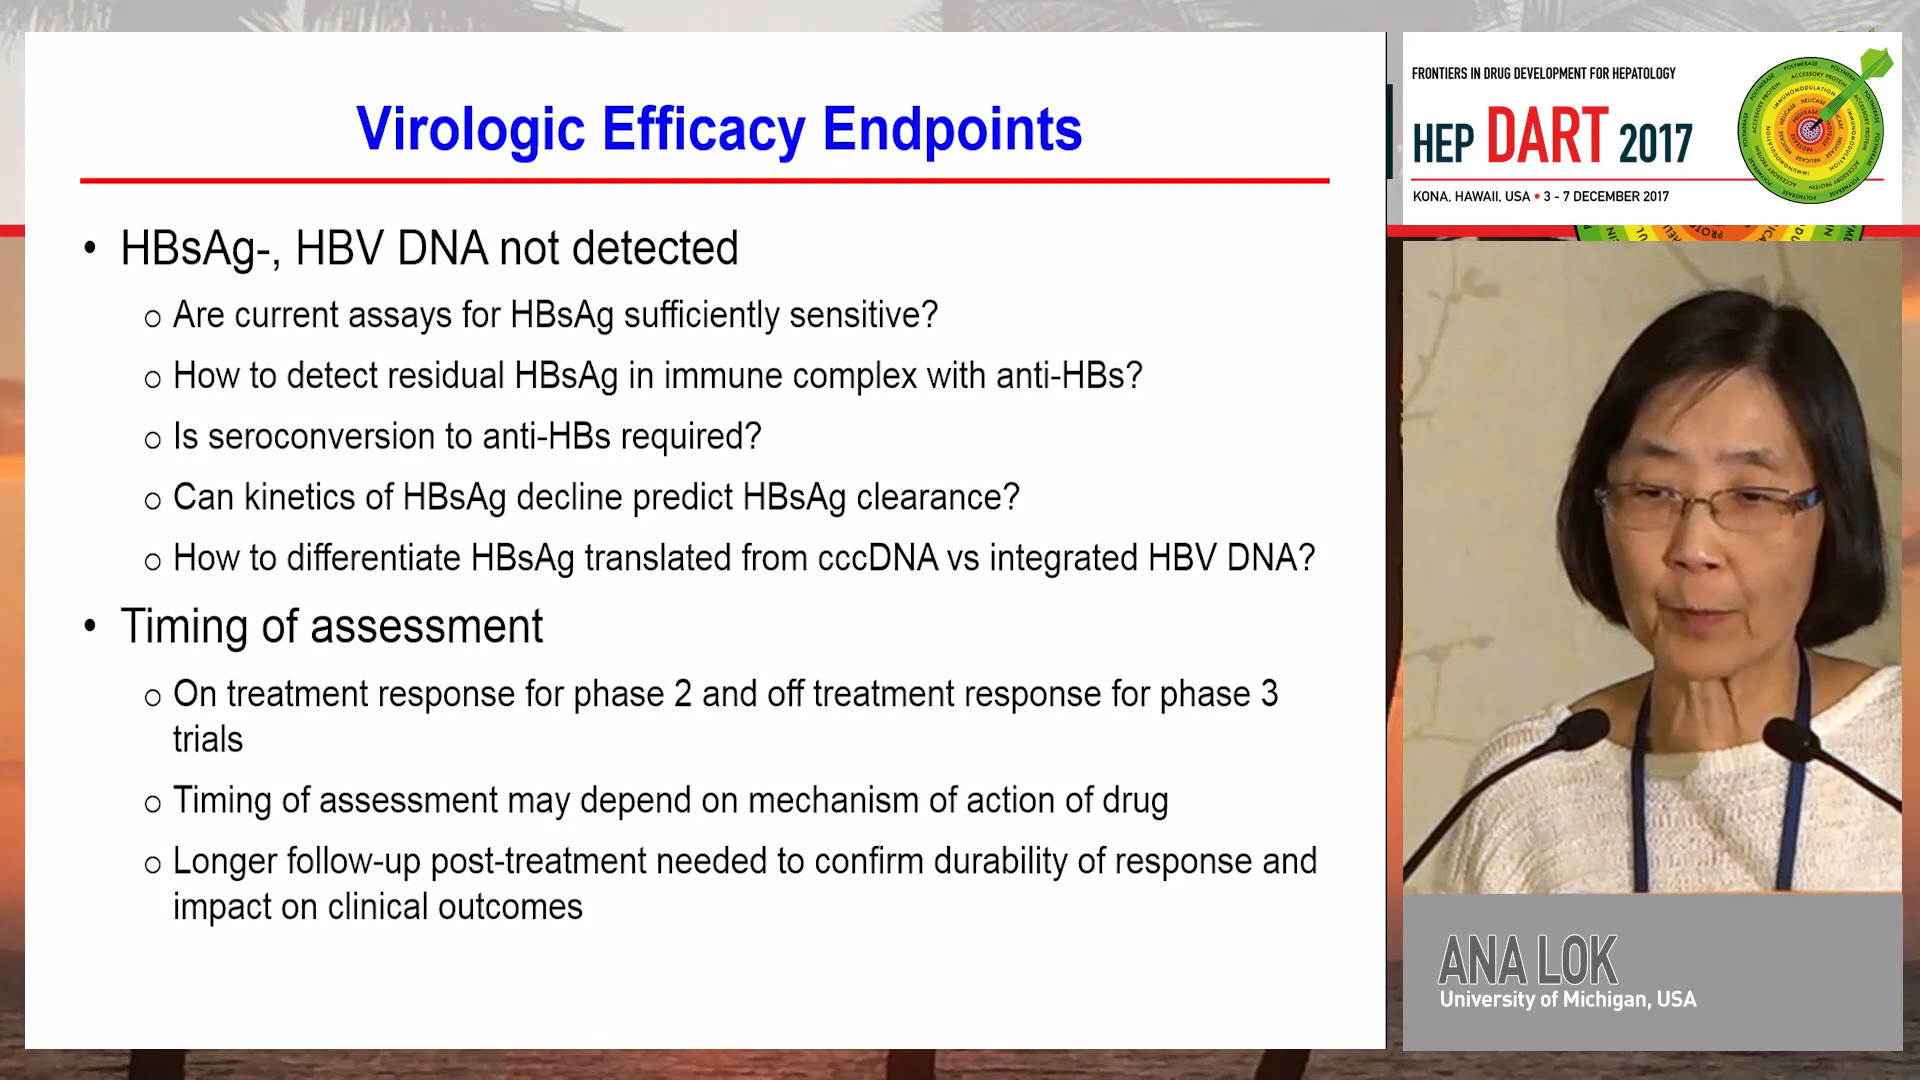 Virologic Efficacy Endpoints
• HBsAg-, HBV DNA not detected
o Are current assays for HBsAg sufficiently sensitive?
o How to detect residual HBsAg in immune complex with anti-HBs?
o Is seroconversion to anti-HBs required?
o Can kinetics of HBsAg decline predict HBsAg clearance?
o How to differentiate HBsAg translated from cccDNA vs integrated HBV DNA?
• Timing of assessment
o On treatment response for phase 2 and off treatment response for phase 3
trials
o Timing of assessment may depend on mechanism of action of drug
o Longer follow-up post-treatment needed to confirm durability of response and
impact on clinical outcomes
FRONTIERS IN DRUG DEVELOPMENT FOR HEPATOLOGY
HEP DART 2017
KONA, HAWAII, USA • 3 - 7 DECEMBER 2017
POLYMERASE
ACCESSORY PROTEIN
IMMUNOMODULATION
HELICASE
PROTEASE
ANA LOK
University of Michigan, USA